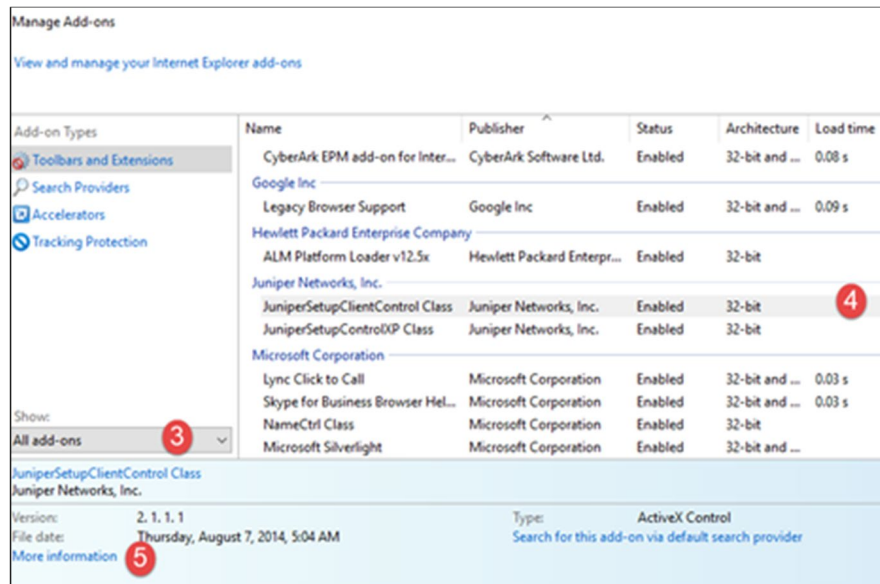 Manage Add-ons
View and manage your Internet Explorer add-ons
Add-on Types
Toolbars and Extensions
Search Providers
Accelerators
Tracking Protection
Show:
All add-ons
3
Name Publisher Status Architecture Load time
CyberArk EPM add-on for Inter... CyberArk Software Ltd. Enabled 32-bit and ... 0.08 s
Google Inc
Legacy Browser Support Google Inc Enabled 32-bit and ... 0.09 s
Hewlett Packard Enterprise Company
ALM Platform Loader v12.5x Hewlett Packard Enterpr... Enabled 32-bit
Juniper Networks, Inc.
JuniperSetupClientControl Class Juniper Networks, Inc. Enabled 32-bit 4
JuniperSetupControlXP Class Juniper Networks, Inc. Enabled 32-bit
Microsoft Corporation
Lync Click to Call Microsoft Corporation Enabled 32-bit and ... 0.03 s
Skype for Business Browser Hel... Microsoft Corporation Enabled 32-bit and ... 0.03 s
NameCtrl Class Microsoft Corporation Enabled 32-bit
Microsoft Silverlight Microsoft Corporation Enabled 32-bit and ...
JuniperSetupClientControl Class
Juniper Networks, Inc.
Version: 2. 1. 1. 1 Type: ActiveX Control
File date: Thursday, August 7, 2014, 5:04 AM Search for this add-on via default search provider
More information 5